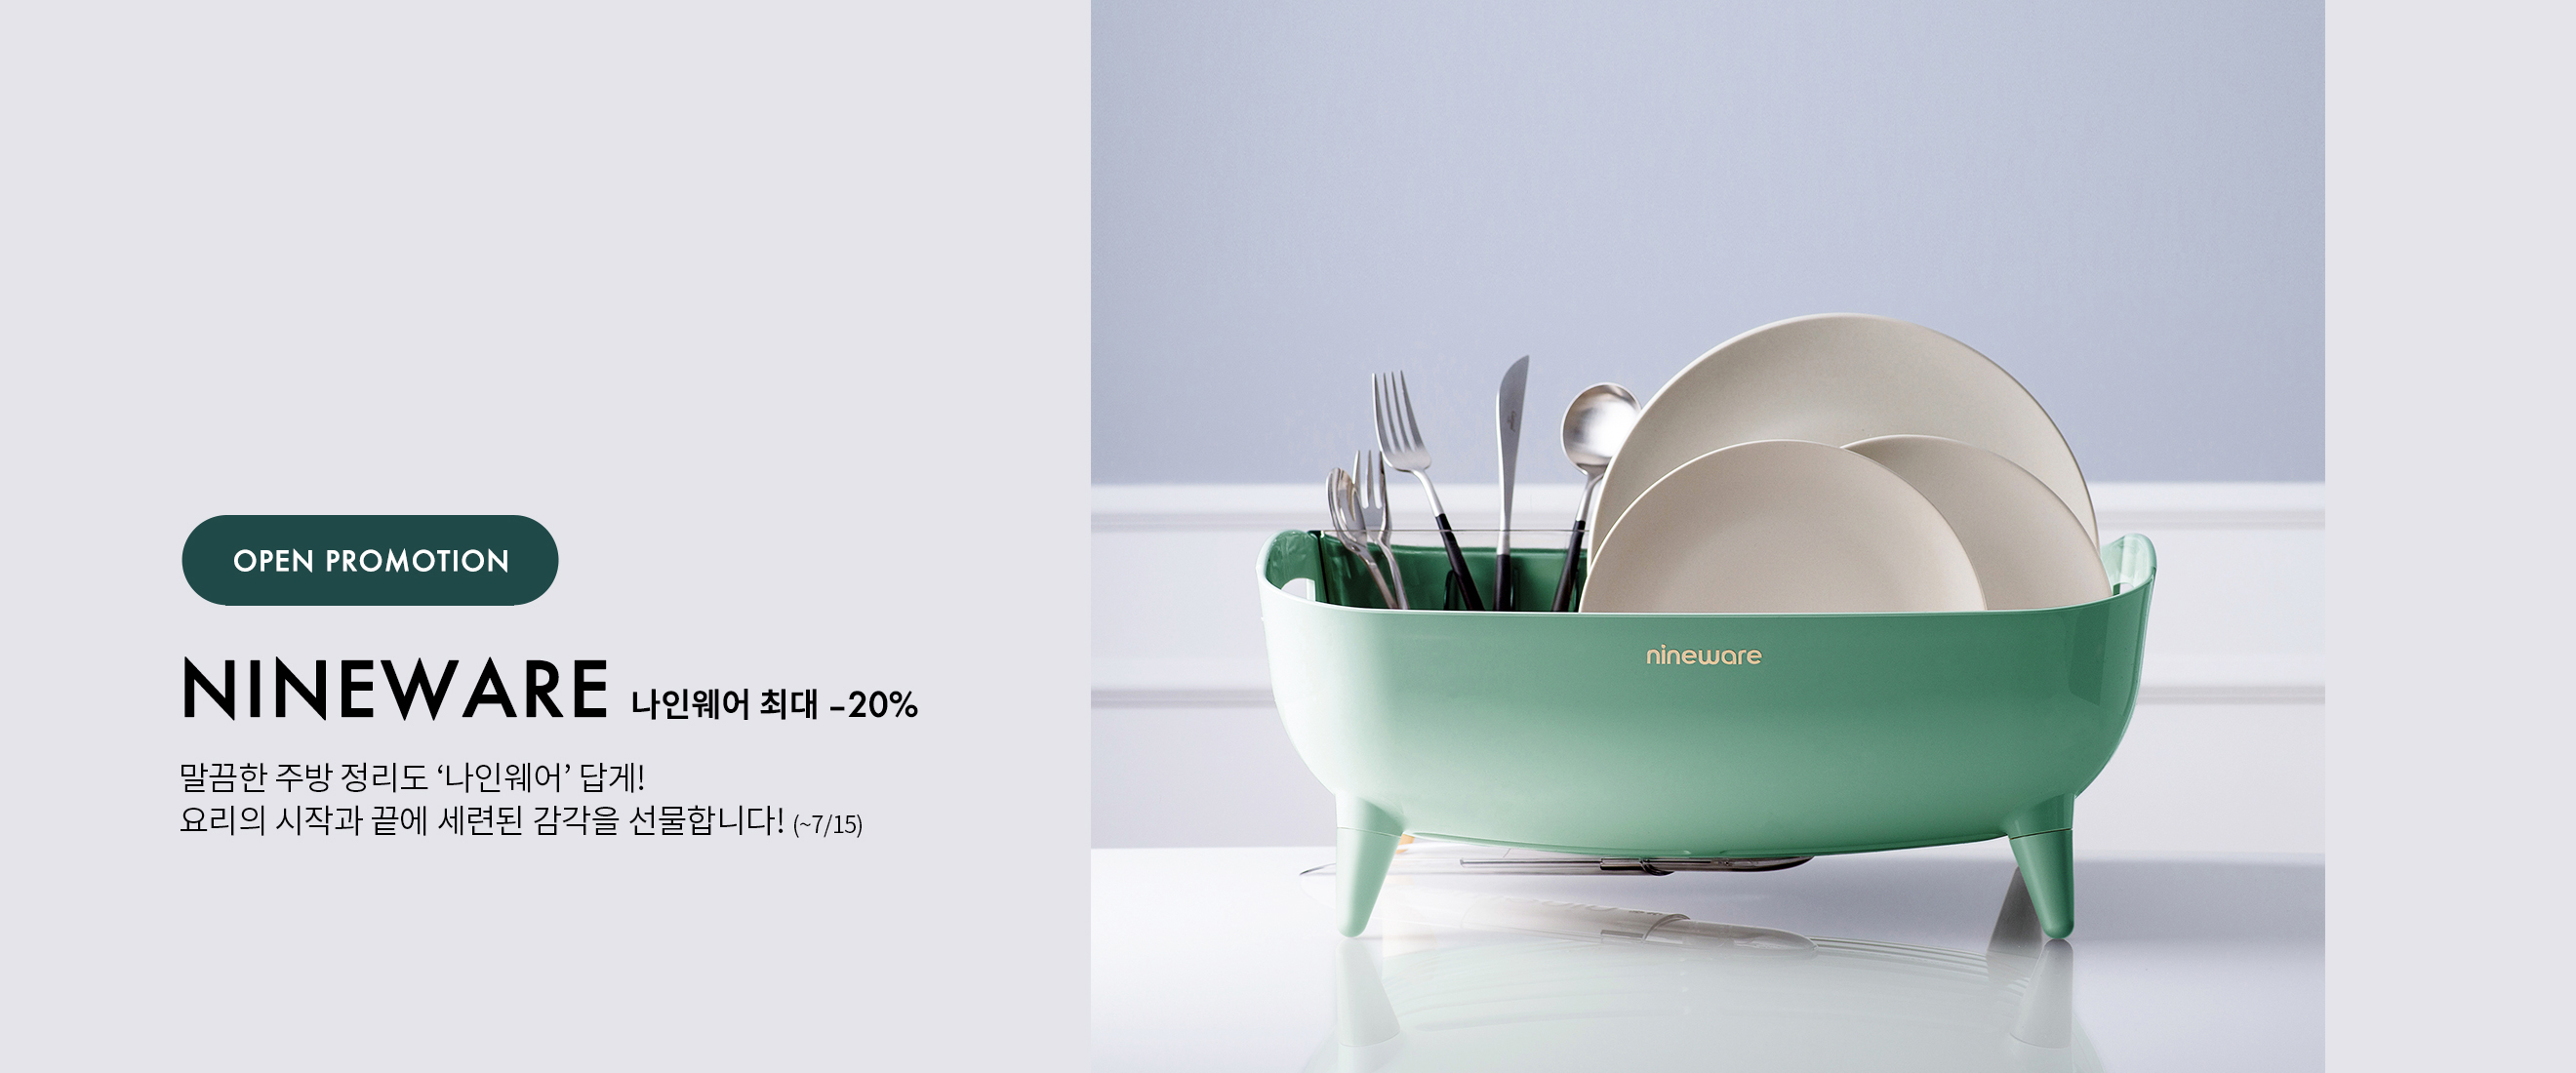 OPEN PROMOTION
NINEWARE 나인웨어 최대 -20%
말끔한 주방 정리도 ‘나인웨어’ 답게!
요리의 시작과 끝에 세련된 감각을 선물합니다! (~7/15)
nineware